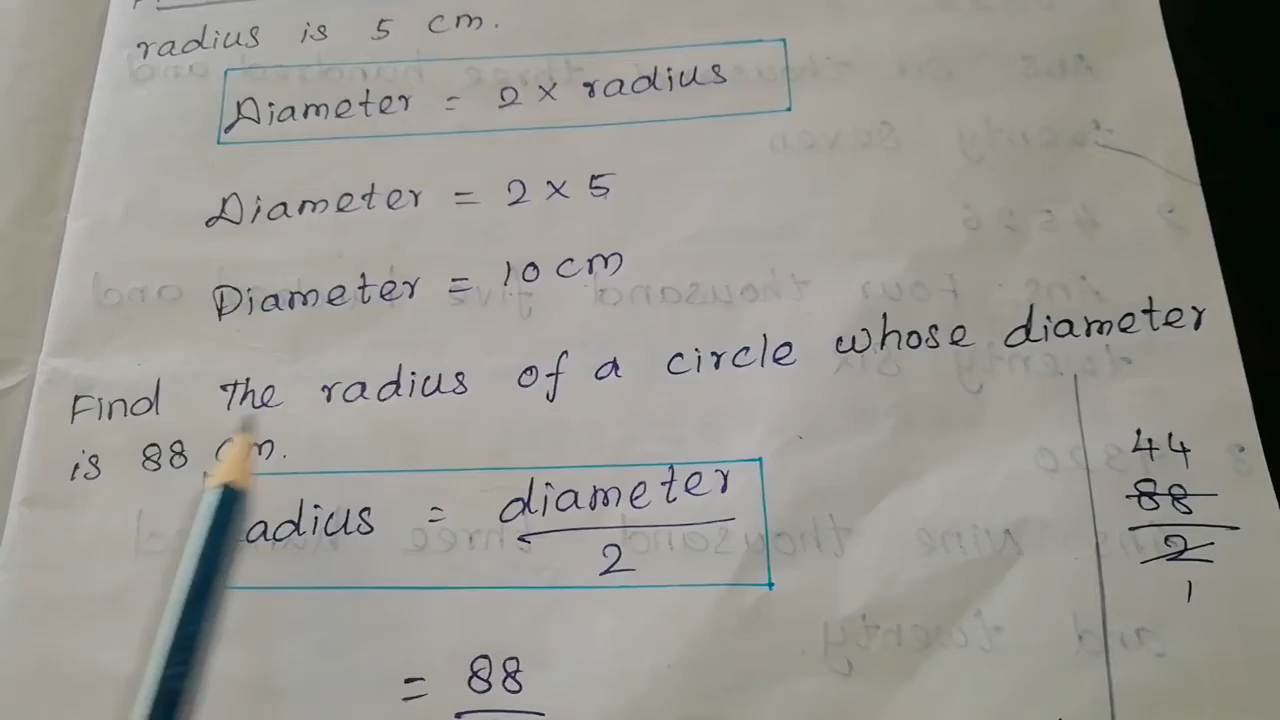 radius is 5 cm.
Diameter = 2 × radius
Diameter = 2 × 5
Diameter = 10 cm
Find The radius of a circle whose diameter
is 88 cm.
adius = diameter
2
= 88
44
88
2
1